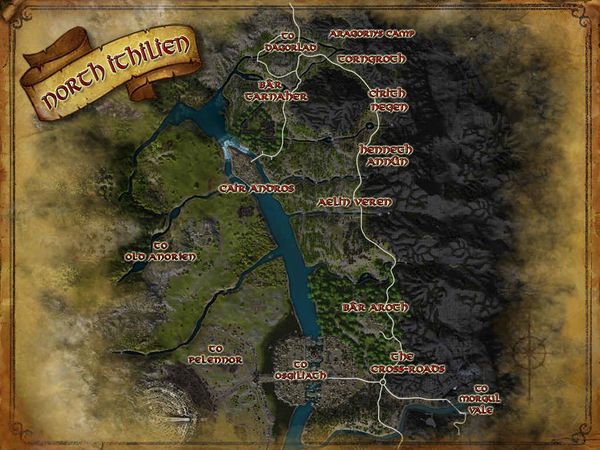 NORTH ITHILIEN
TO
DAGORLAD
ARAGORN'S CAMP
TORNGROTH
BÂR
TARNAHER
CIRITH
NEGEN
HENNETH
ANNÛN
CAIR ANDROS
AELIN VEREN
TO
OLD ANÓRIEN
BÂR AROTH
TO
PELENNOR
TO
OSGILIATH
THE
CROSS-ROADS
TO
MORGUL
VALE